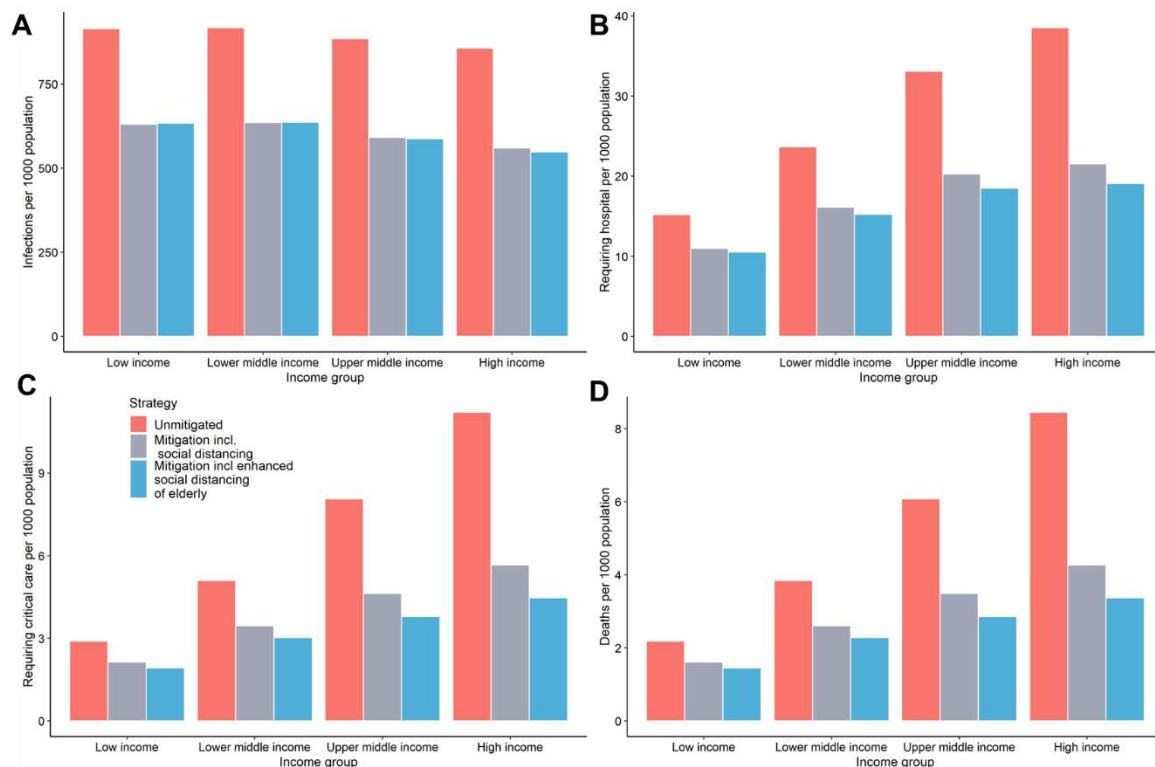 A
Infections per 1000 population
750
500
250
0
Low income Lower middle income Upper middle income High income
Income group
B
Requiring hospital per 1000 population
40
30
20
10
0
Low income Lower middle income Upper middle income High income
Income group
C
Requiring critical care per 1000 population
9
6
3
0
Strategy
Unmitigated
Mitigation incl.
social distancing
Mitigation incl enhanced
social distancing
of elderly
Low income Lower middle income Upper middle income High income
Income group
D
Deaths per 1000 population
8
6
4
2
0
Low income Lower middle income Upper middle income High income
Income group